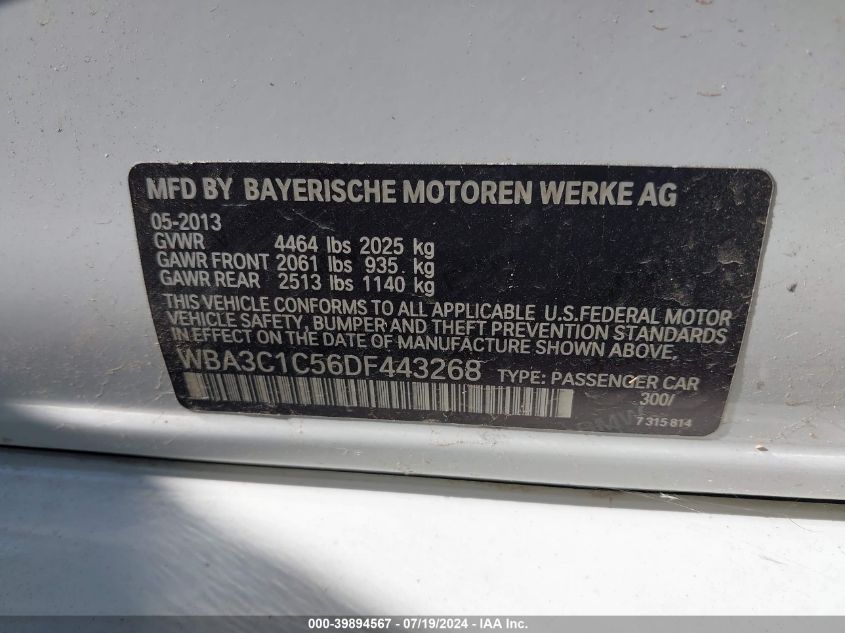 MFD BY BAYERISCHE MOTOREN WERKE AG
05-2013
GVWR 4464 lbs 2025 kg
GAWR FRONT 2061 lbs 935 kg
GAWR REAR 2513 lbs 1140 kg
THIS VEHICLE CONFORMS TO ALL APPLICABLE U.S.FEDERAL MOTOR
VEHICLE SAFETY, BUMPER AND THEFT PREVENTION STANDARDS
IN EFFECT ON THE DATE OF MANUFACTURE SHOWN ABOVE.
WBA3C1C56DF443268 TYPE: PASSENGER CAR
300/
BMW
7 315 814
000-39894567 - 07/19/2024 - IAAI.COM